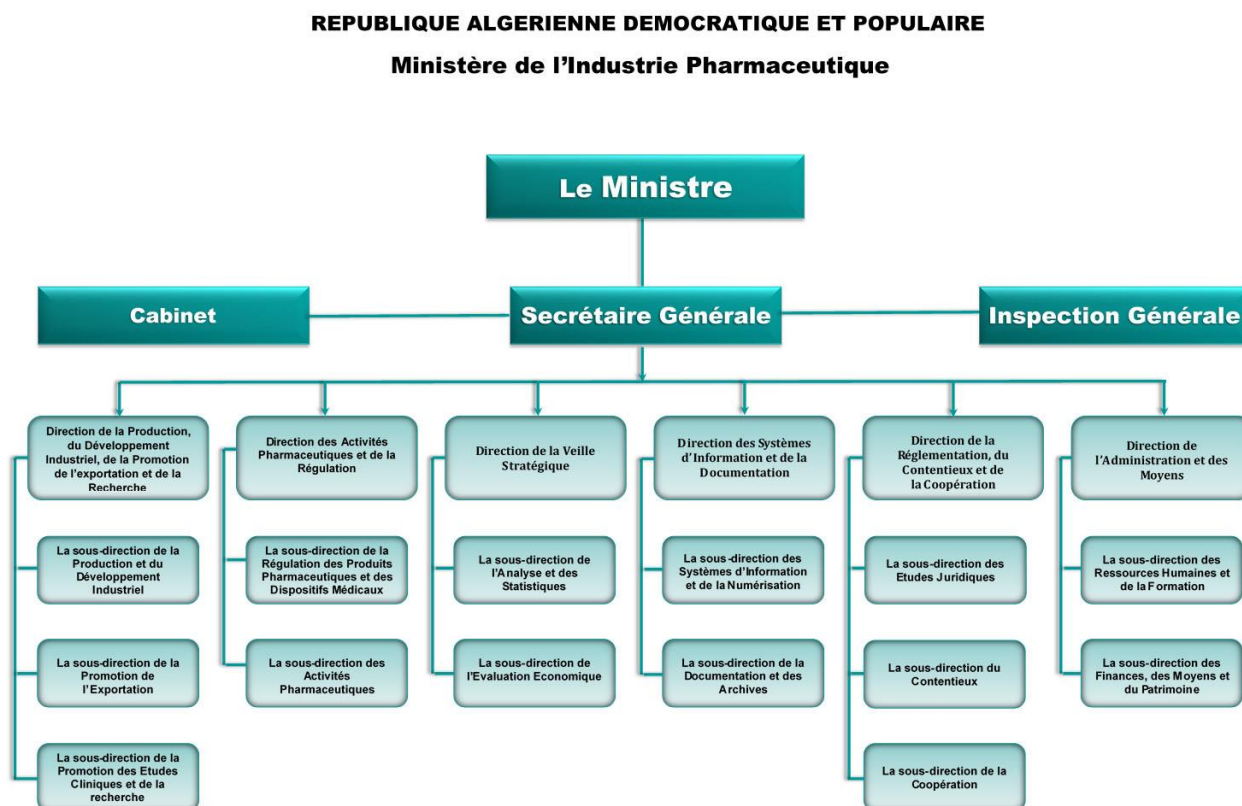 REPUBLIQUE ALGERIENNE DEMOCRATIQUE ET POPULAIRE
Ministère de l'Industrie Pharmaceutique
Le Ministre
Cabinet
Secrétaire Générale
Inspection Générale
Direction de la Production,
du Développement
Industriel, de la Promotion
de l'exportation et de la
Recherche
Direction des Activités
Pharmaceutiques et de la
Régulation
Direction de la Veille
Stratégique
Direction des Systèmes
d'Information et de la
Documentation
Direction de la
Réglementation, du
Contentieux et de
la Coopération
Direction de
l'Administration et des
Moyens
La sous-direction de la
Production et du
Développement
Industriel
La sous-direction de la
Régulation des Produits
Pharmaceutiques et des
Dispositifs Médicaux
La sous-direction de
l'Analyse et des
Statistiques
La sous-direction des
Systèmes d'Information
et de la Numérisation
La sous-direction des
Etudes Juridiques
La sous-direction des
Ressources Humaines et
de la Formation
La sous-direction de la
Promotion de
l'Exportation
La sous-direction des
Activités
Pharmaceutiques
La sous-direction de
l'Evaluation Economique
La sous-direction de la
Documentation et des
Archives
La sous-direction du
Contentieux
La sous-direction des
Finances, des Moyens et
du Patrimoine
La sous-direction de la
Promotion des Etudes
Cliniques et de la
recherche
La sous-direction de la
Coopération